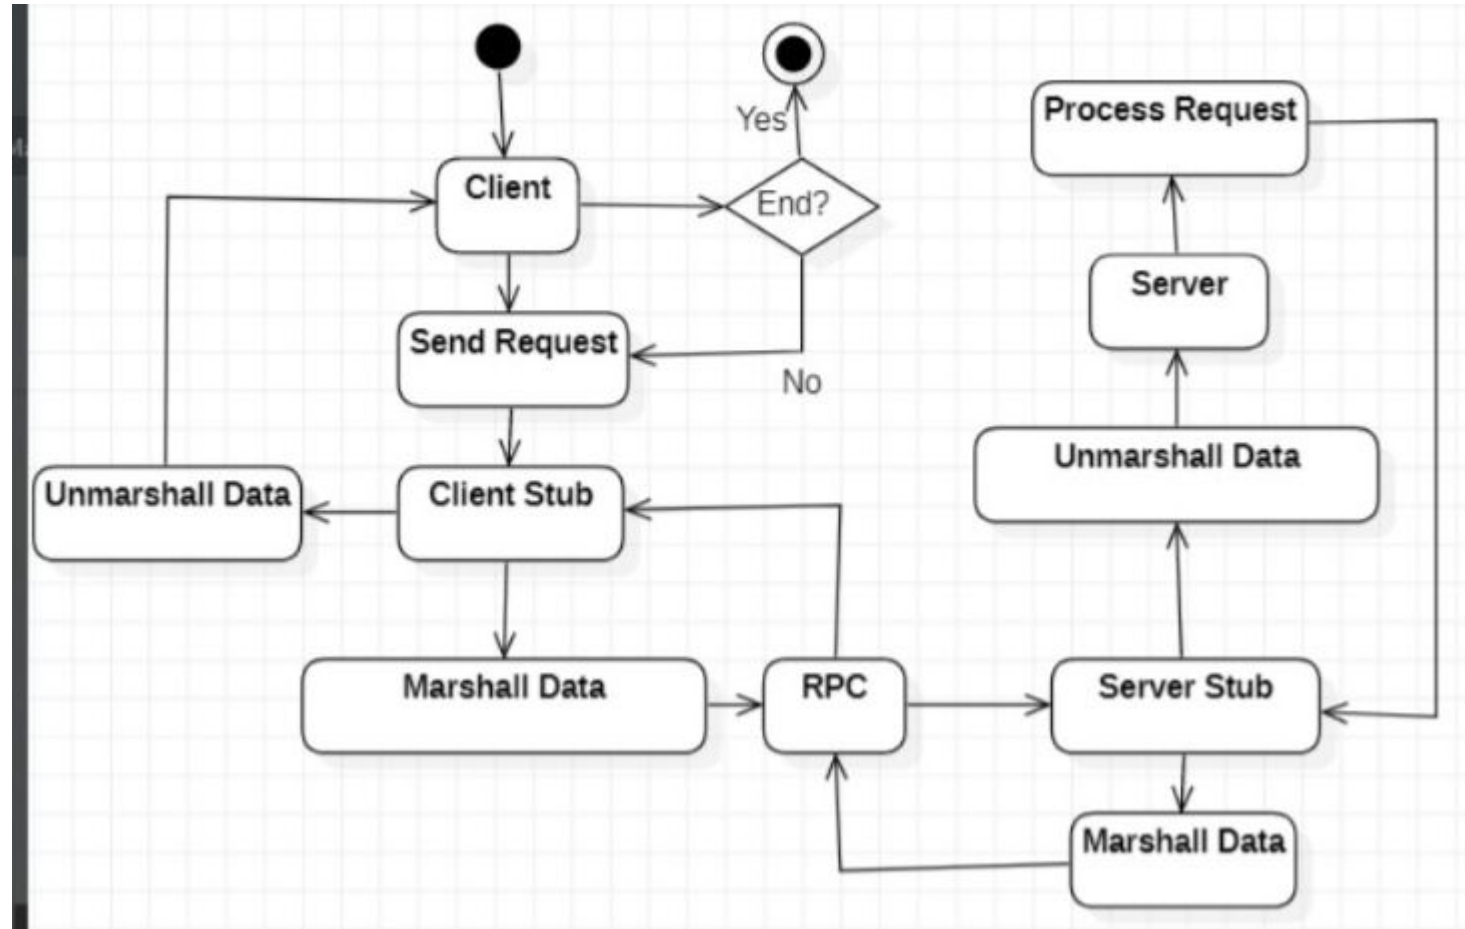 Yes
Process Request
Client
End?
Server
Send Request
No
Unmarshall Data
Unmarshall Data
Client Stub
Marshall Data
RPC
Server Stub
Marshall Data